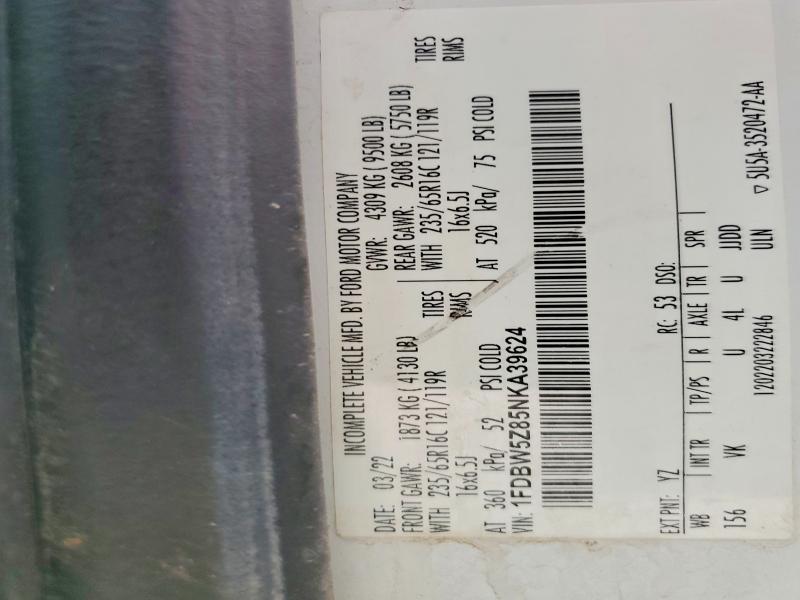 INCOMPLETE VEHICLE MFD. BY FORD MOTOR COMPANY
DATE: 03/22 GVWR: 4309 KG ( 9500 LB)
FRONT GAWR: 1873 KG ( 4130 LB) REAR GAWR: 2608 KG ( 5750 LB)
WITH 235/65R16C 121/119R TIRES WITH 235/65R16C 121/119R TIRES
16x6.5J RIMS 16x6.5J RIMS
AT 360 kPa/ 52 PSI COLD AT 520 kPa/ 75 PSI COLD
VIN: 1FDBW5Z85NKA39624
EXT PNT: YZ RC: 53 DSO:
WB INT TR TP/PS R AXLE TR SPR
156 VK U 4L U JJDD
1202203222846 ULN ▽ 5U5A-3520472-AA